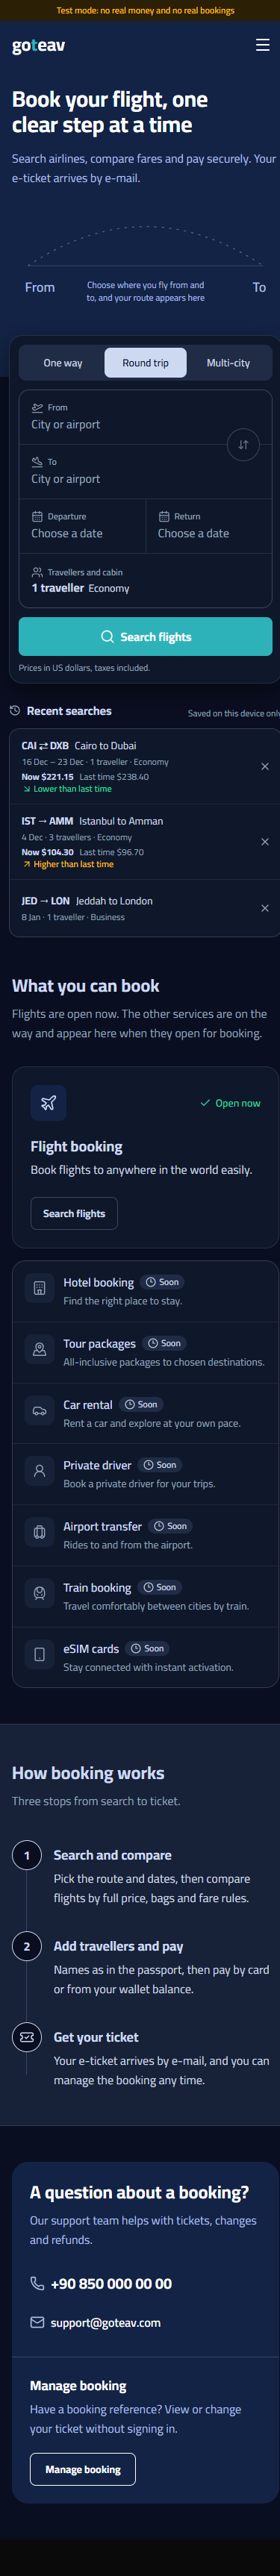 Test mode: no real money and no real bookings
goteav
Book your flight, one
clear step at a time
Search airlines, compare fares and pay securely. Your
e-ticket arrives by e-mail.
From
Choose where you fly from and
to, and your route appears here
To
One way
Round trip
Multi-city
From
City or airport
To
City or airport
Departure
Choose a date
Return
Choose a date
Travellers and cabin
1 traveller Economy
Search flights
Prices in US dollars, taxes included.
Recent searches
Saved on this device only
CAI ⇄ DXB Cairo to Dubai
16 Dec – 23 Dec · 1 traveller · Economy
Now $221.15 Last time $238.40
↘ Lower than last time
IST → AMM Istanbul to Amman
4 Dec · 3 travellers · Economy
Now $104.30 Last time $96.70
↗ Higher than last time
JED → LON Jeddah to London
8 Jan · 1 traveller · Business
What you can book
Flights are open now. The other services are on the
way and appear here when they open for booking.
Open now
Flight booking
Book flights to anywhere in the world easily.
Search flights
Hotel booking Soon
Find the right place to stay.
Tour packages Soon
All-inclusive packages to chosen destinations.
Car rental Soon
Rent a car and explore at your own pace.
Private driver Soon
Book a private driver for your trips.
Airport transfer Soon
Rides to and from the airport.
Train booking Soon
Travel comfortably between cities by train.
eSIM cards Soon
Stay connected with instant activation.
How booking works
Three stops from search to ticket.
1
Search and compare
Pick the route and dates, then compare
flights by full price, bags and fare rules.
2
Add travellers and pay
Names as in the passport, then pay by card
or from your wallet balance.
Get your ticket
Your e-ticket arrives by e-mail, and you can
manage the booking any time.
A question about a booking?
Our support team helps with tickets, changes
and refunds.
+90 850 000 00 00
support@goteav.com
Manage booking
Have a booking reference? View or change
your ticket without signing in.
Manage booking